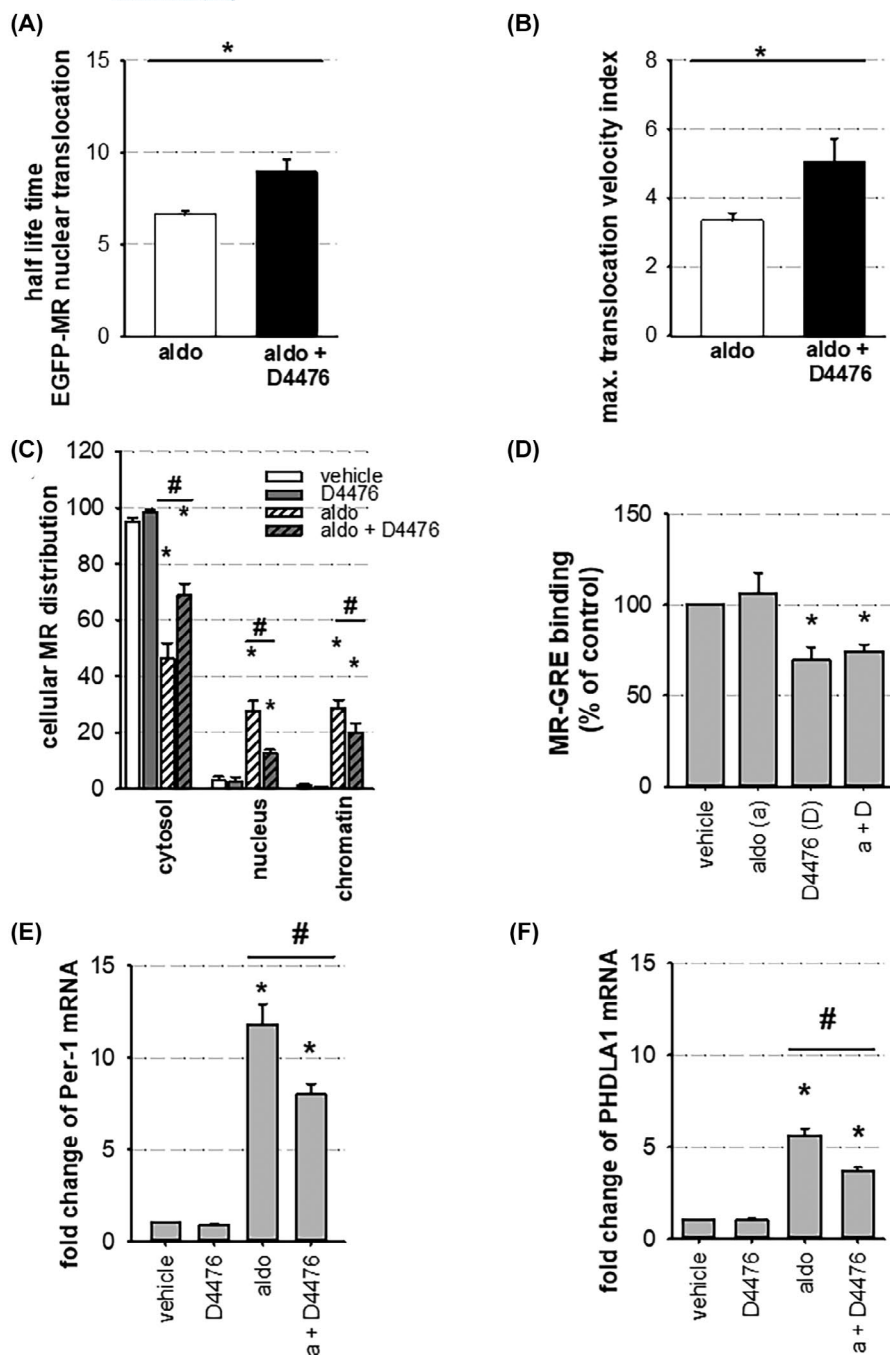 (A)
*
15
10
5
0
half life time
EGFP-MR nuclear translocation
aldo
aldo +
D4476
(B)
*
8
6
4
2
0
max. translocation velocity index
aldo
aldo +
D4476
(C)
120
100
80
60
40
20
0
cellular MR distribution
vehicle
D4476
aldo
aldo + D4476
#
*
*
#
*
*
#
*
*
cytosol
nucleus
chromatin
(D)
150
100
50
0
MR-GRE binding
(% of control)
*
*
vehicle
aldo (a)
D4476 (D)
a + D
(E)
#
15
10
5
0
fold change of Per-1 mRNA
*
*
vehicle
D4476
aldo
a + D4476
(F)
15
10
5
0
fold change of PHDLA1 mRNA
#
*
*
vehicle
D4476
aldo
a + D4476